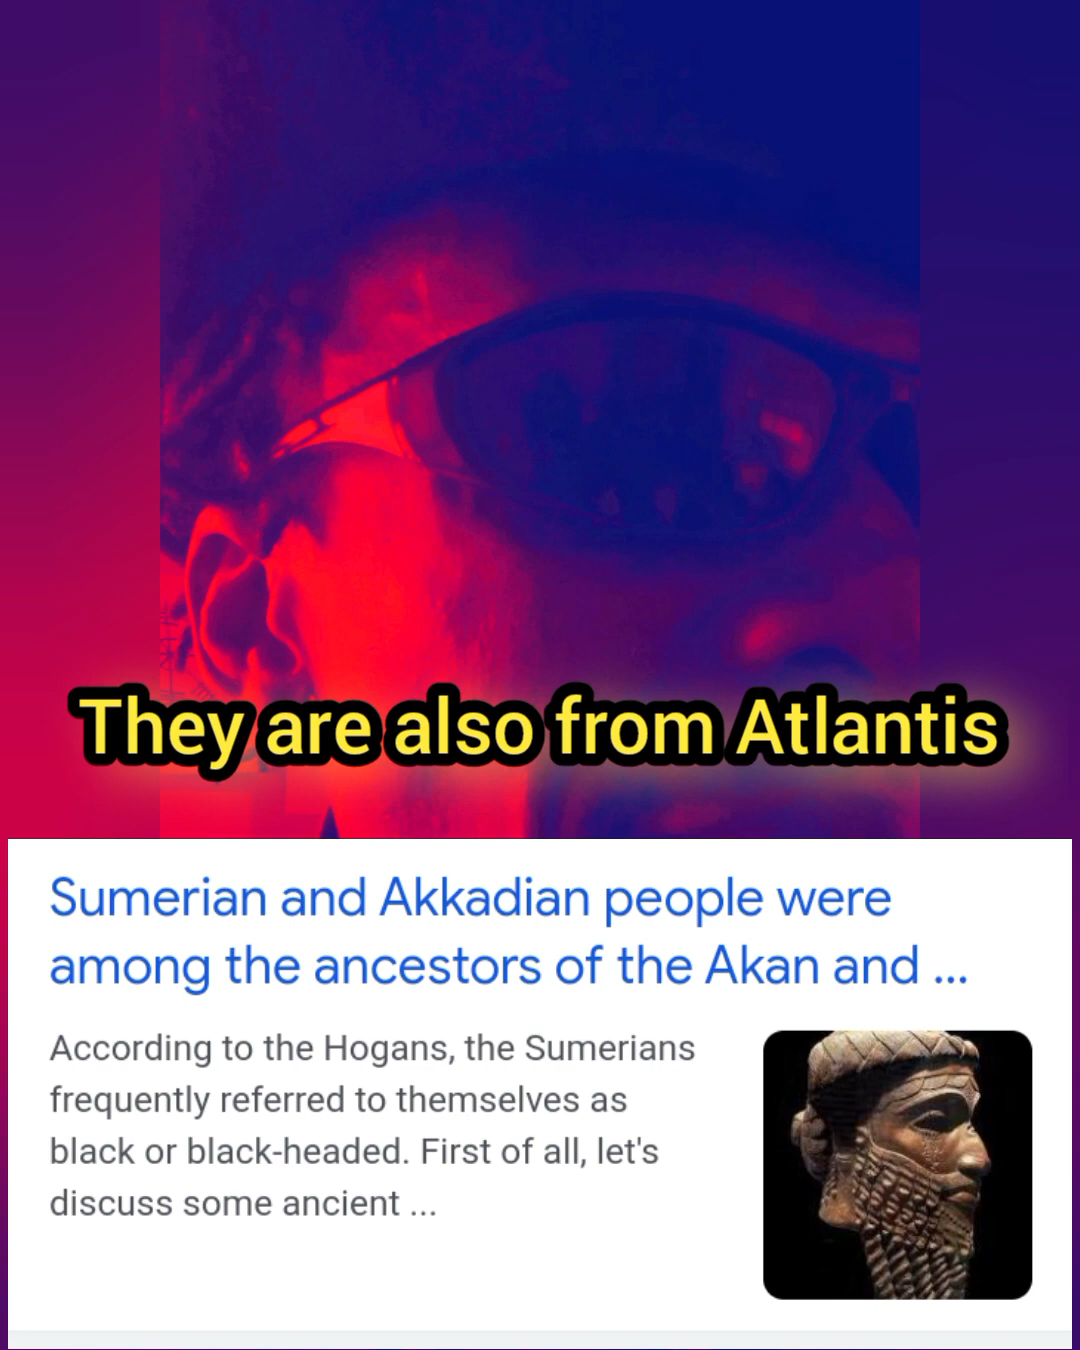 They are also from Atlantis
Sumerian and Akkadian people were
among the ancestors of the Akan and ...
According to the Hogans, the Sumerians
frequently referred to themselves as
black or black-headed. First of all, let's
discuss some ancient ...